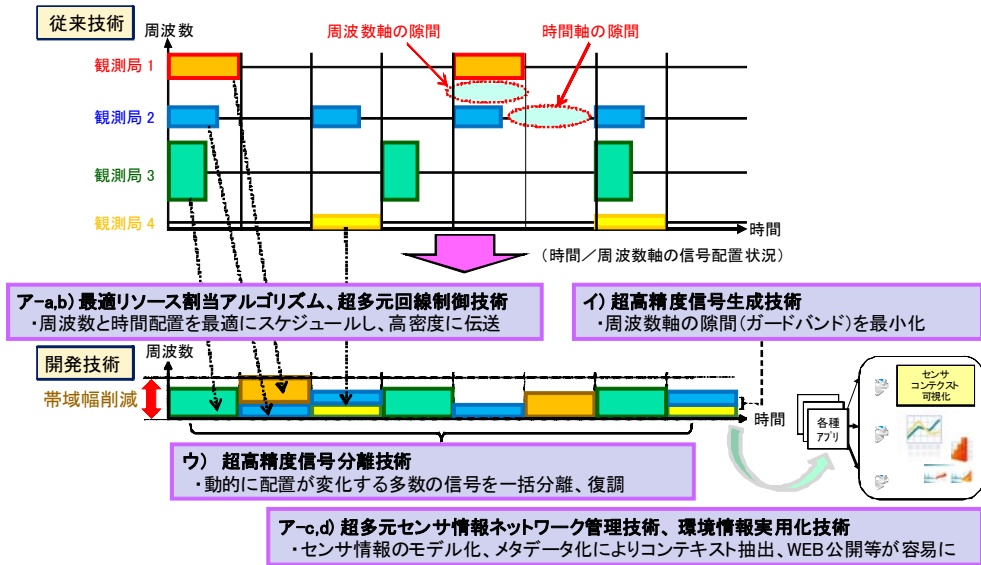 従来技術
周波数
周波数軸の隙間
時間軸の隙間
観測局 1
観測局 2
観測局 3
観測局 4
時間
(時間/周波数軸の信号配置状況)
ア-a,b) 最適リソース割当アルゴリズム、超多元回線制御技術
・周波数と時間配置を最適にスケジュールし、高密度に伝送
イ) 超高精度信号生成技術
・周波数軸の隙間(ガードバンド)を最小化
開発技術
周波数
帯域幅削減
時間
各種
アプリ
センサ
コンテクスト
可視化
ウ) 超高精度信号分離技術
・動的に配置が変化する多数の信号を一括分離、復調
ア-c,d) 超多元センサ情報ネットワーク管理技術、環境情報実用化技術
・センサ情報のモデル化、メタデータ化によりコンテキスト抽出、WEB公開等が容易に